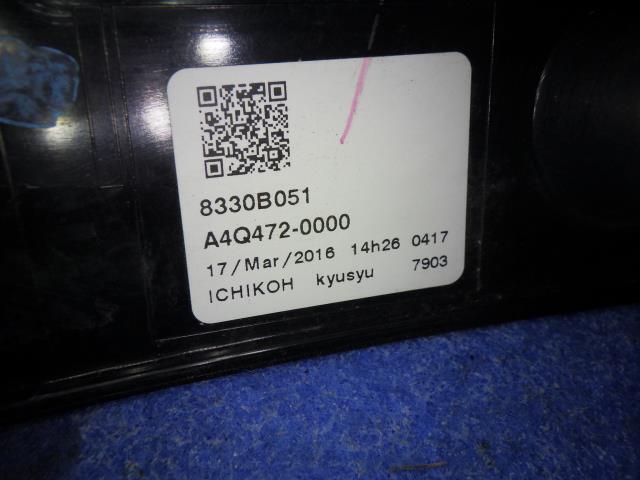 8330B051
A4Q472-0000
17/Mar/2016 14h26 0417
ICHIKOH kyusyu 7903